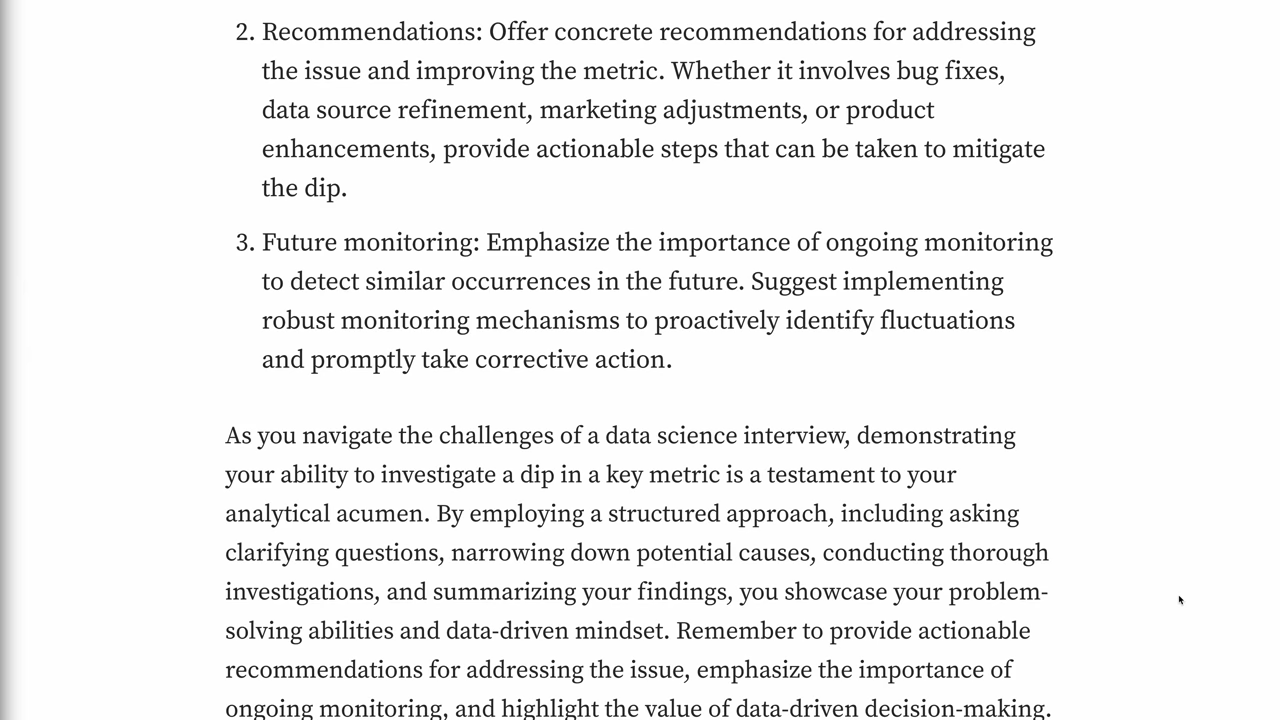 2. Recommendations: Offer concrete recommendations for addressing
the issue and improving the metric. Whether it involves bug fixes,
data source refinement, marketing adjustments, or product
enhancements, provide actionable steps that can be taken to mitigate
the dip.
3. Future monitoring: Emphasize the importance of ongoing monitoring
to detect similar occurrences in the future. Suggest implementing
robust monitoring mechanisms to proactively identify fluctuations
and promptly take corrective action.
As you navigate the challenges of a data science interview, demonstrating
your ability to investigate a dip in a key metric is a testament to your
analytical acumen. By employing a structured approach, including asking
clarifying questions, narrowing down potential causes, conducting thorough
investigations, and summarizing your findings, you showcase your problem-
solving abilities and data-driven mindset. Remember to provide actionable
recommendations for addressing the issue, emphasize the importance of
ongoing monitoring, and highlight the value of data-driven decision-making.